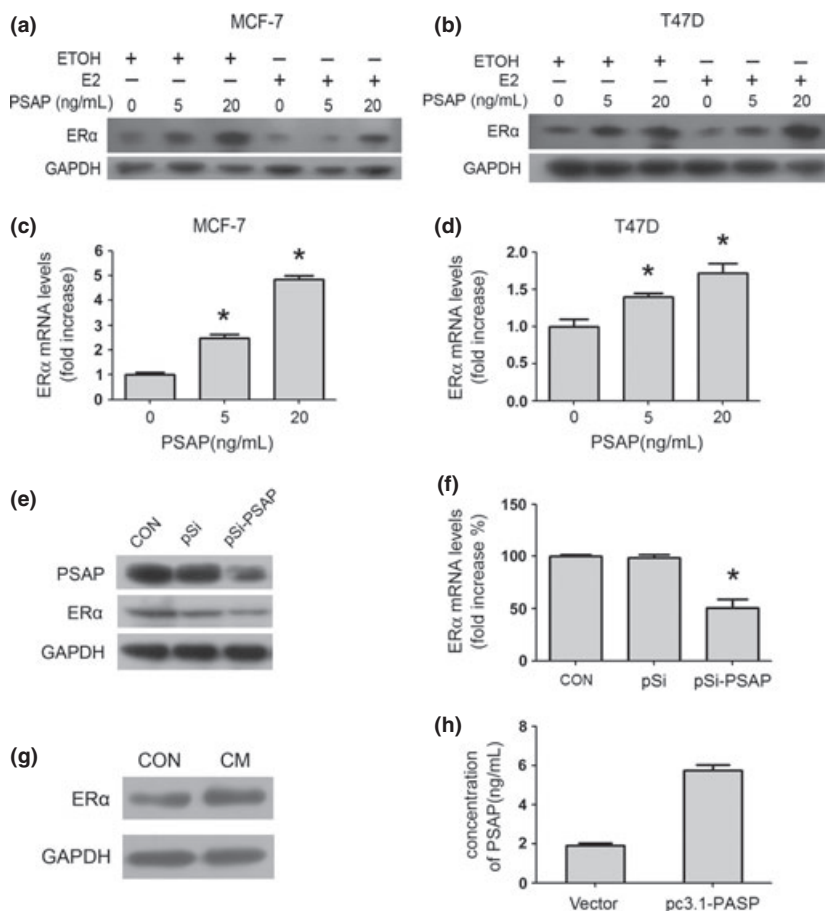 (a)
MCF-7
ETOH + + + – – –
E2 – – – + + +
PSAP (ng/mL) 0 5 20 0 5 20
ERα
GAPDH
(b)
T47D
ETOH + + + – – –
E2 – – – + + +
PSAP (ng/mL) 0 5 20 0 5 20
ERα
GAPDH
(c)
MCF-7
ERα mRNA levels
(fold increase)
6
5
4
3
2
1
0
* *
0 5 20
PSAP(ng/mL)
(d)
T47D
ERα mRNA levels
(fold increase)
2.0
1.5
1.0
0.5
0.0
* *
0 5 20
PSAP(ng/mL)
(e)
CON pSi pSi-PSAP
PSAP
ERα
GAPDH
(f)
ERα mRNA levels
(fold increase %)
150
100
50
0
*
CON pSi pSi-PSAP
(g)
CON CM
ERα
GAPDH
(h)
concentration
of PSAP(ng/mL)
8
6
4
2
0
Vector pc3.1-PASP